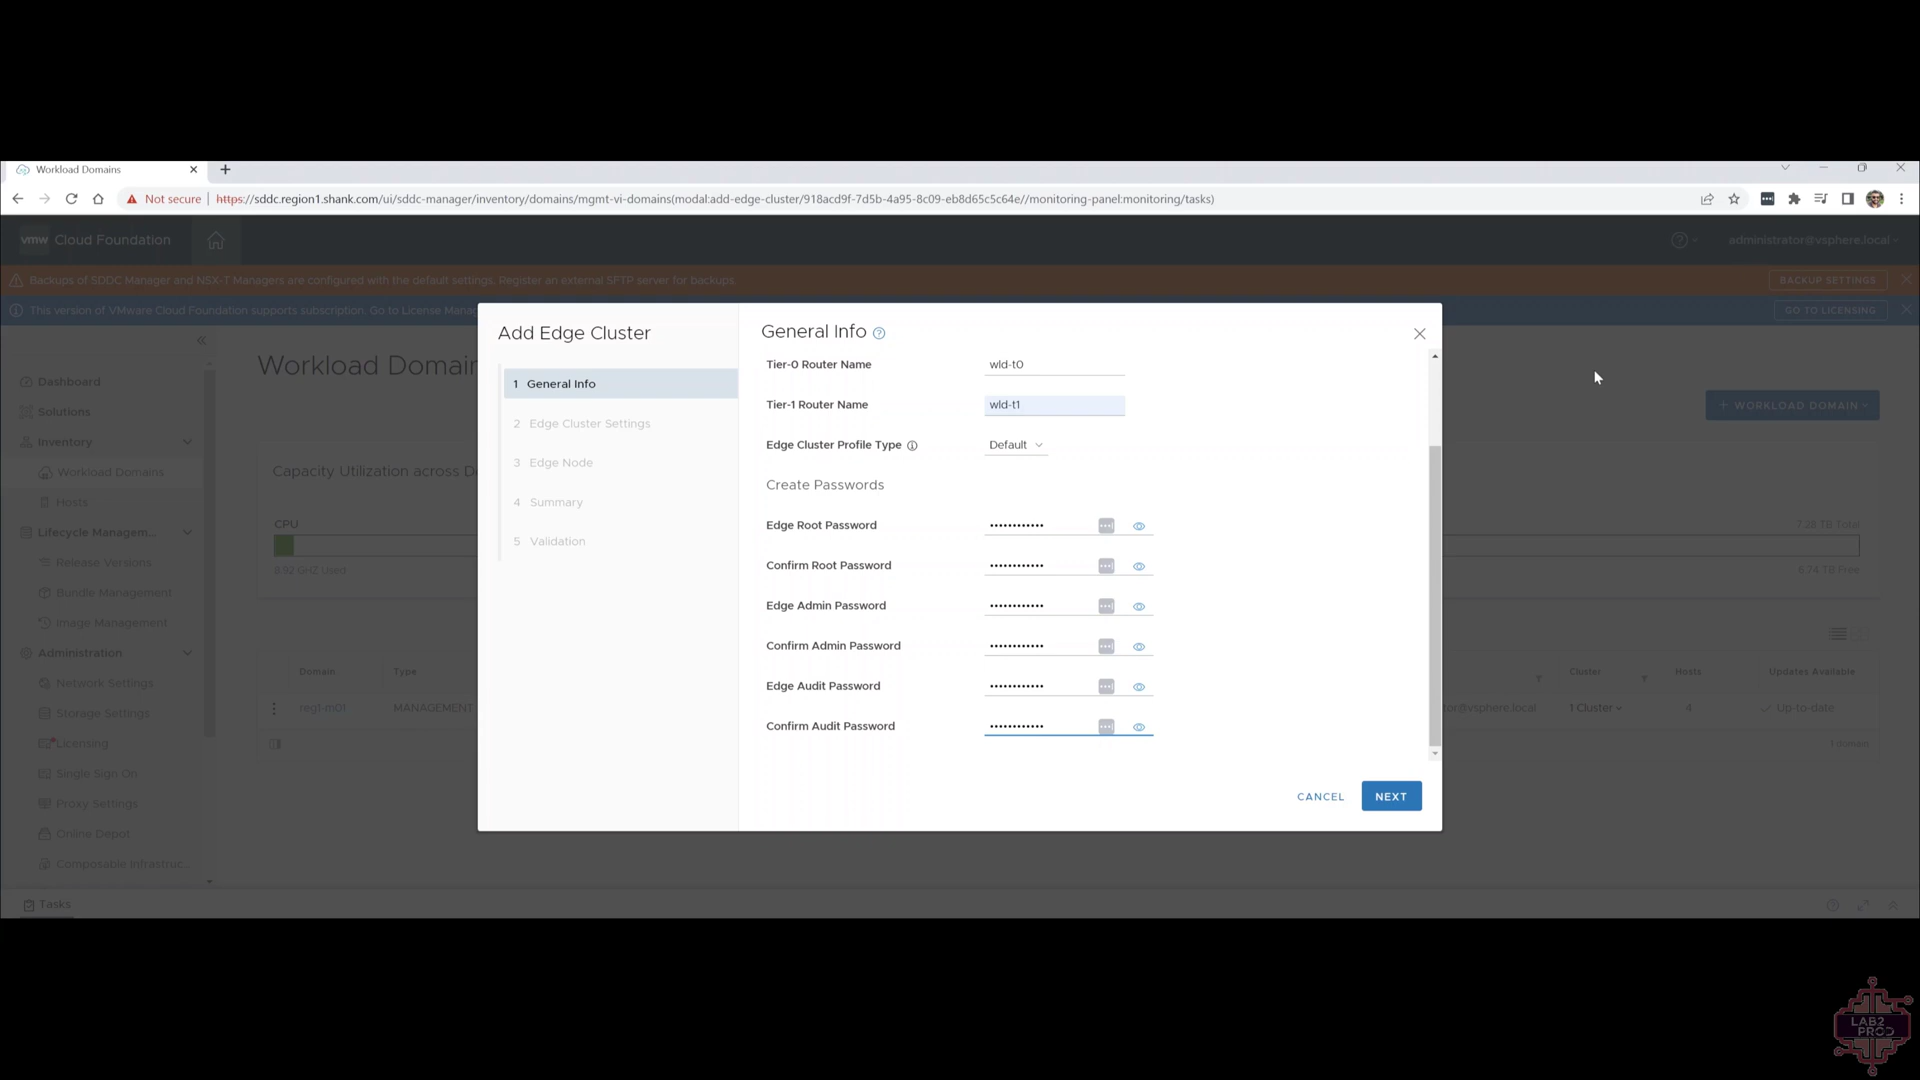 Workload Domains
Not secure
https://sddc.region1.shank.com/ui/sddc-manager/inventory/domains/mgmt-vi-domains(modal:add-edge-cluster/918acd9f-7d5b-4a95-8c09-eb8d65c5c64e//monitoring-panel:monitoring/tasks)
vmw Cloud Foundation
administrator@vsphere.local
Backups of SDDC Manager and NSX-T Managers are configured with the default settings. Register an external SFTP server for backups.
BACKUP SETTINGS
This version of VMware Cloud Foundation supports subscription. Go to License Mana
GO TO LICENSING
Dashboard
Solutions
Inventory
Workload Domains
Hosts
Lifecycle Managem...
Release Versions
Bundle Management
Image Management
Administration
Network Settings
Storage Settings
Licensing
Single Sign On
Proxy Settings
Online Depot
Composable Infrastruc...
Workload Domain
+ WORKLOAD DOMAIN
Capacity Utilization across D
CPU
8.92 GHZ Used
7.28 TB Total
6.74 TB Free
Domain
Type
Cluster
Hosts
Updates Available
reg1-m01
MANAGEMENT
tor@vsphere.local
1 Cluster
4
Up-to-date
1 domain
Add Edge Cluster
1 General Info
2 Edge Cluster Settings
3 Edge Node
4 Summary
5 Validation
General Info
Tier-0 Router Name
wld-t0
Tier-1 Router Name
wld-t1
Edge Cluster Profile Type
Default
Create Passwords
Edge Root Password
Confirm Root Password
Edge Admin Password
Confirm Admin Password
Edge Audit Password
Confirm Audit Password
CANCEL
NEXT
Tasks
LAB2
PROD